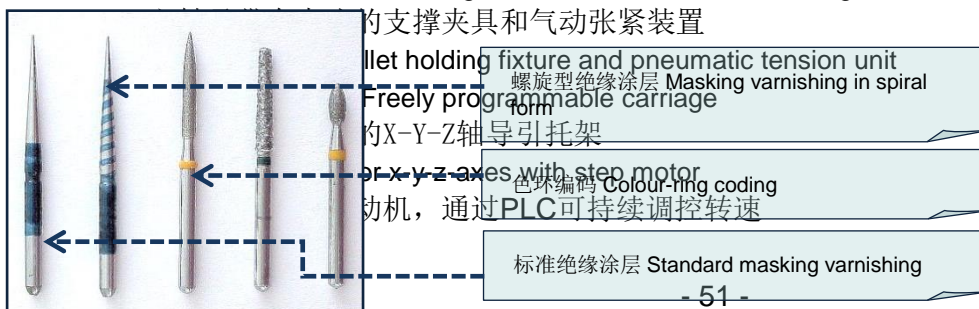 的支撑夹具和气动张紧装置
llet holding fixture and pneumatic tension unit
螺旋型绝缘涂层 Masking varnishing in spiral
form
Freely programmable carriage
的X-Y-Z轴导引托架
or x-y-z-axes with step motor
色环编码 Colour-ring coding
动机，通过PLC可持续调控转速
标准绝缘涂层 Standard masking varnishing
- 51 -